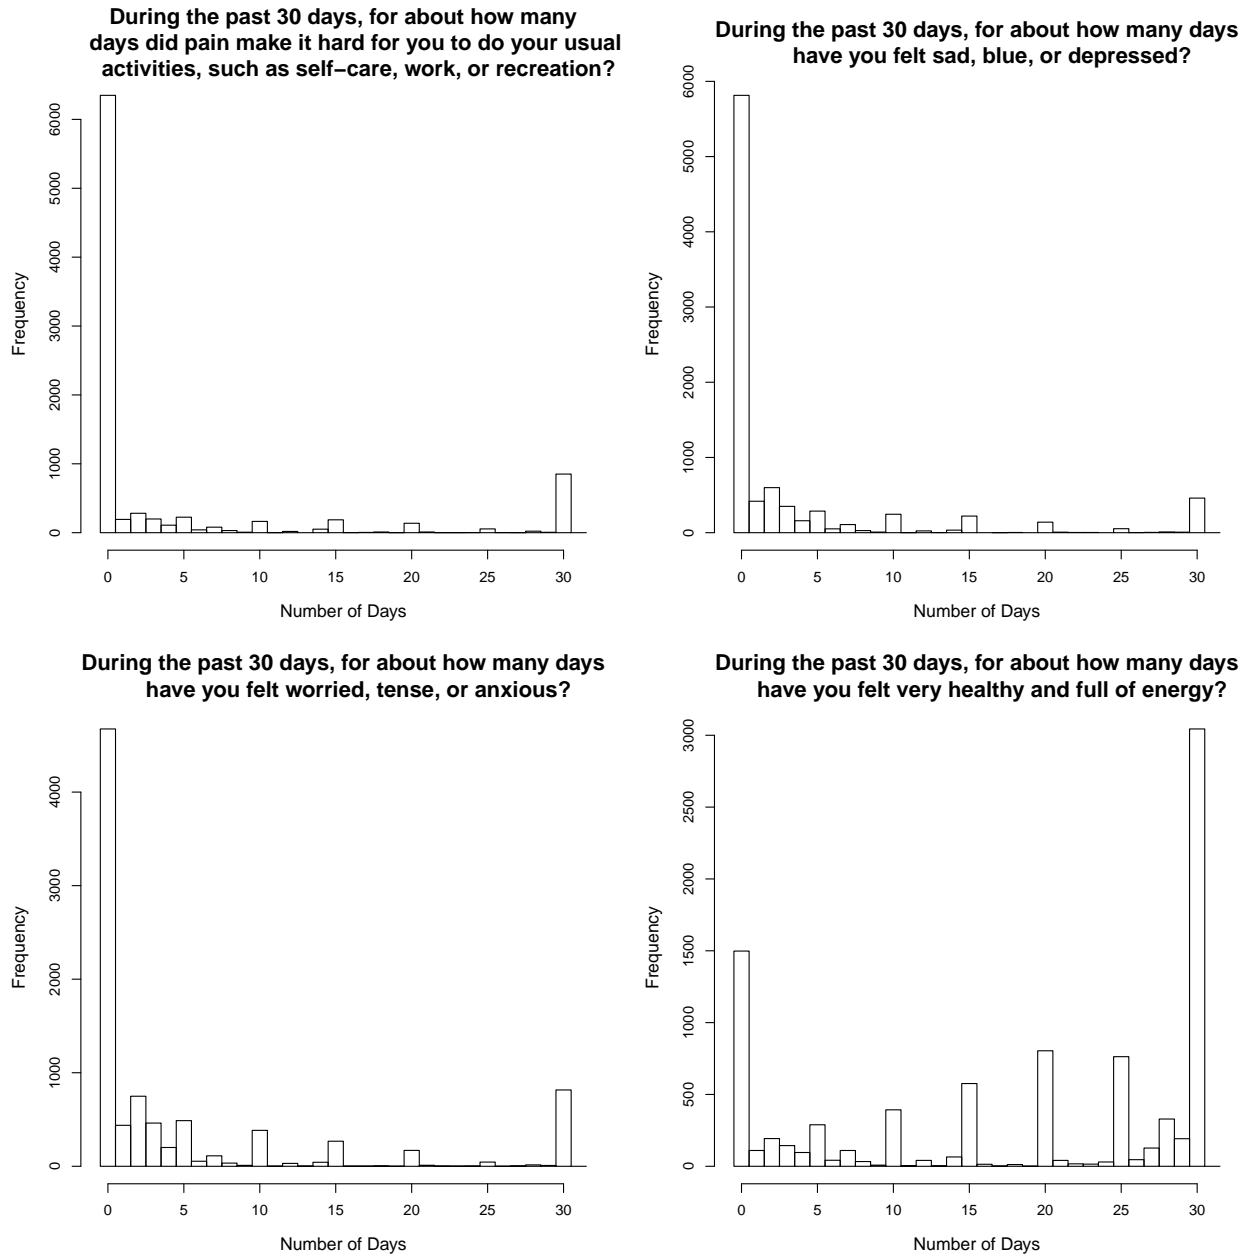 During the past 30 days, for about how many
days did pain make it hard for you to do your usual
activities, such as self−care, work, or recreation?
Frequency
6000
5000
4000
3000
2000
1000
0
0 5 10 15 20 25 30
Number of Days
During the past 30 days, for about how many days
have you felt sad, blue, or depressed?
Frequency
6000
5000
4000
3000
2000
1000
0
0 5 10 15 20 25 30
Number of Days
During the past 30 days, for about how many days
have you felt worried, tense, or anxious?
Frequency
4000
3000
2000
1000
0
0 5 10 15 20 25 30
Number of Days
During the past 30 days, for about how many days
have you felt very healthy and full of energy?
Frequency
3000
2500
2000
1500
1000
500
0
0 5 10 15 20 25 30
Number of Days